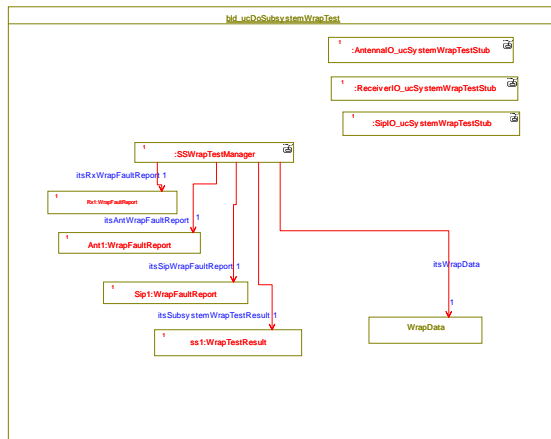 bld_ucDoSubsystemWrapTest
1
:AntennaIO_ucSystemWrapTestStub
1
:ReceiverIO_ucSystemWrapTestStub
1
:SipIO_ucSystemWrapTestStub
1
:SSWrapTestManager
itsRxWrapFaultReport 1
1
Rx1:WrapFaultReport
itsAntWrapFaultReport 1
1
Ant1:WrapFaultReport
itsSipWrapFaultReport 1
itsWrapData
1
Sip1:WrapFaultReport
1
itsSubsystemWrapTestResult 1
WrapData
1
ss1:WrapTestResult